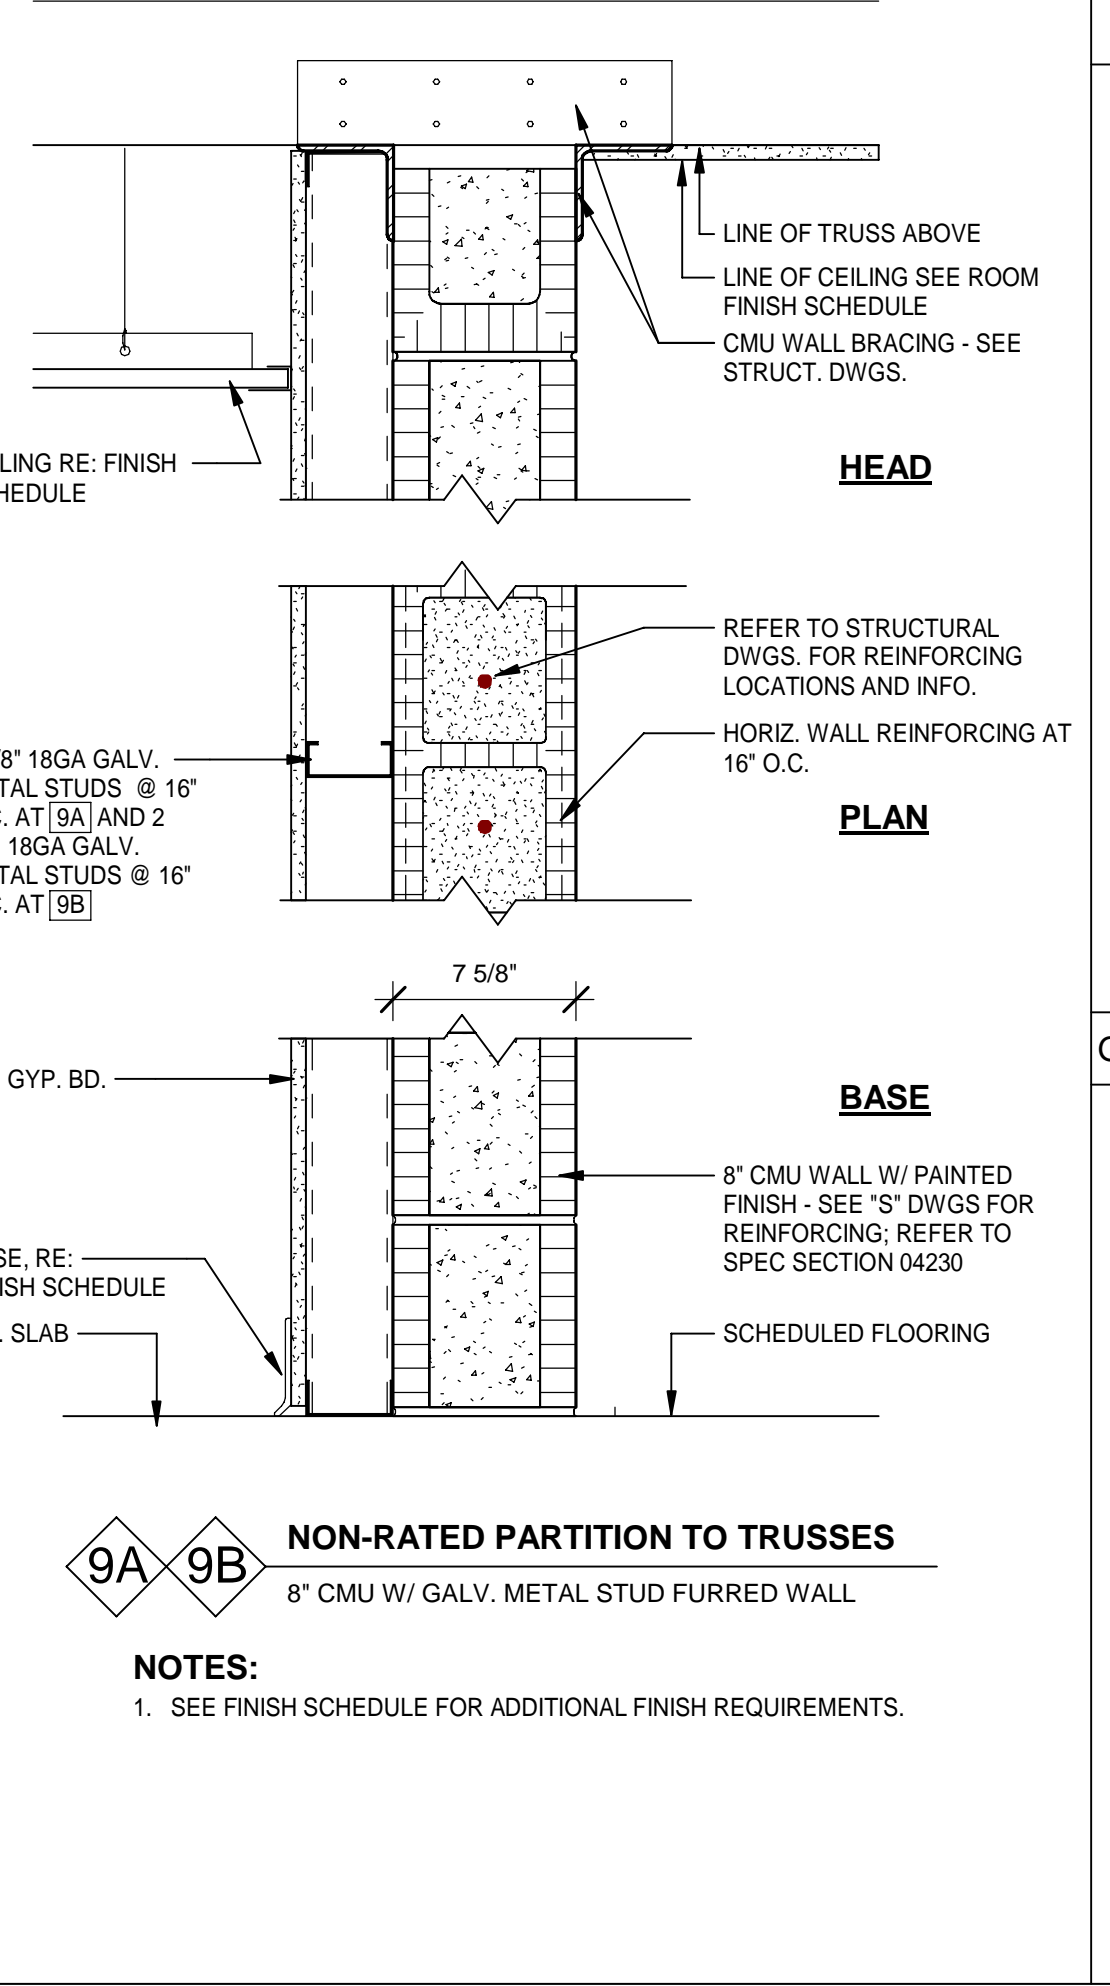 LINE OF TRUSS ABOVE
LINE OF CEILING SEE ROOM
FINISH SCHEDULE
CMU WALL BRACING - SEE
STRUCT. DWGS.
HEAD
LING RE: FINISH
HEDULE
REFER TO STRUCTURAL
DWGS. FOR REINFORCING
LOCATIONS AND INFO.
HORIZ. WALL REINFORCING AT
16" O.C.
PLAN
/8" 18GA GALV.
TAL STUDS @ 16"
. AT 9A AND 2
18GA GALV.
TAL STUDS @ 16"
. AT 9B
7 5/8"
GYP. BD.
BASE
8" CMU WALL W/ PAINTED
FINISH - SEE "S" DWGS FOR
REINFORCING; REFER TO
SPEC SECTION 04230
SE, RE:
ISH SCHEDULE
. SLAB
SCHEDULED FLOORING
9A 9B
NON-RATED PARTITION TO TRUSSES
8" CMU W/ GALV. METAL STUD FURRED WALL
NOTES:
1. SEE FINISH SCHEDULE FOR ADDITIONAL FINISH REQUIREMENTS.